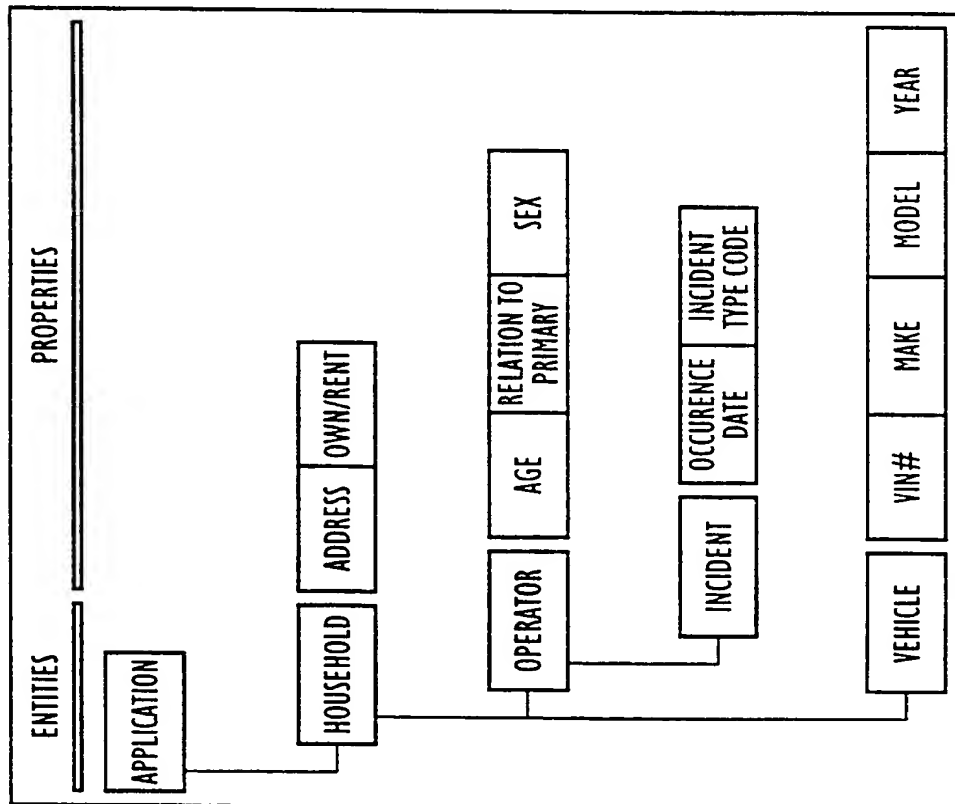 ENTITIES
PROPERTIES
APPLICATION
HOUSEHOLD
ADDRESS
OWN/RENT
OPERATOR
AGE
RELATION TO
PRIMARY
SEX
INCIDENT
OCCURENCE
DATE
INCIDENT
TYPE CODE
VEHICLE
VIN#
MAKE
MODEL
YEAR